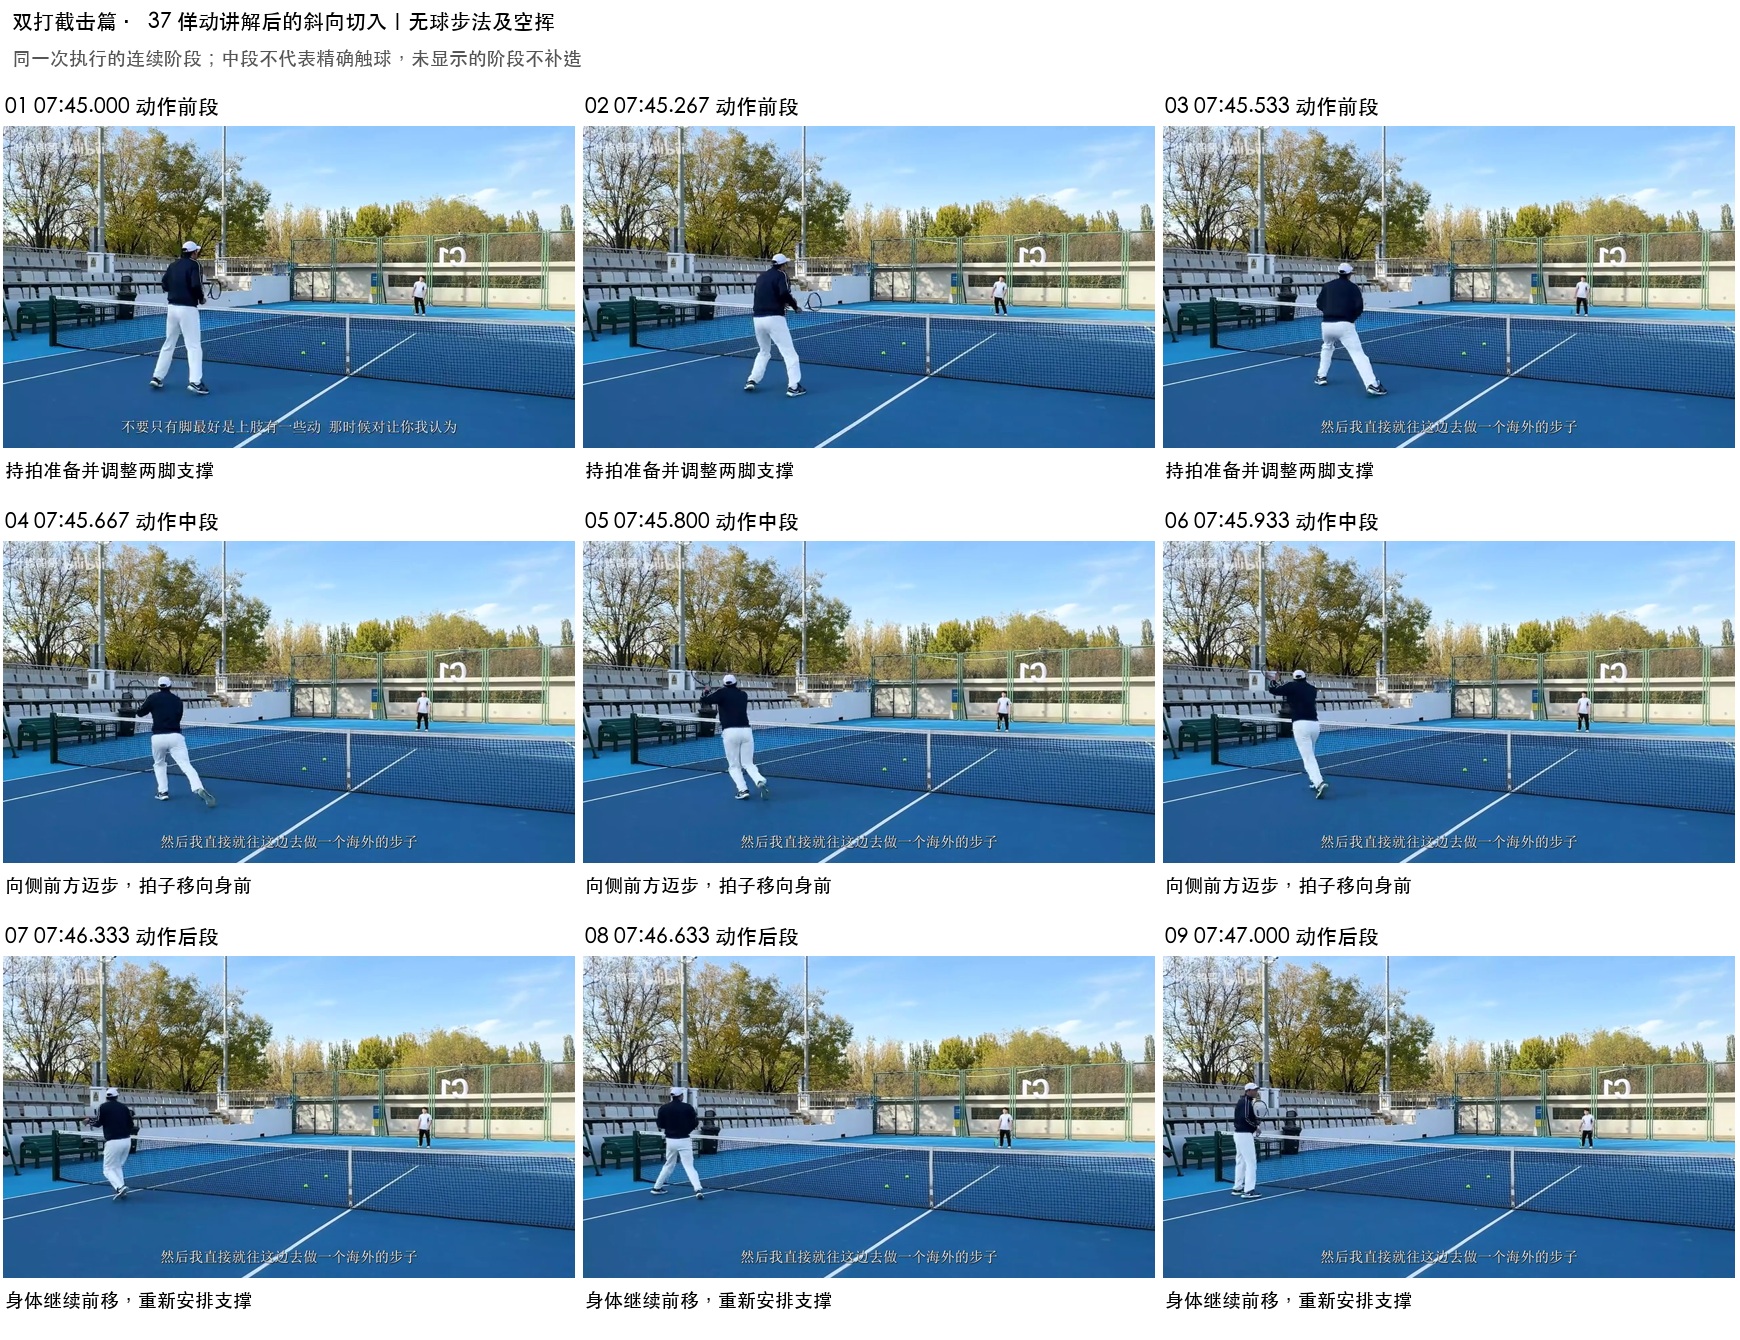 双打截击篇· 37 佯动讲解后的斜向切入丨无球步法及空挥
同一次执行的连续阶段；中段不代表精确触球，未显示的阶段不补造
01 07:45.000 动作前段
02 07:45.267 动作前段
03 07:45.533 动作前段
C1
C1
C1
不要只有脚最好是上肢有一些动 那时候对让你我认为
然后我直接就往这边去做一个海外的步子
持拍准备并调整两脚支撑
持拍准备并调整两脚支撑
持拍准备并调整两脚支撑
04 07:45.667 动作中段
05 07:45.800 动作中段
06 07:45.933 动作中段
C1
C1
C1
然后我直接就往这边去做一个海外的步子
然后我直接就往这边去做一个海外的步子
然后我直接就往这边去做一个海外的步子
向侧前方迈步，拍子移向身前
向侧前方迈步，拍子移向身前
向侧前方迈步，拍子移向身前
07 07:46.333 动作后段
08 07:46.633 动作后段
09 07:47.000 动作后段
C1
C1
C1
然后我直接就往这边去做一个海外的步子
然后我直接就往这边去做一个海外的步子
然后我直接就往这边去做一个海外的步子
身体继续前移，重新安排支撑
身体继续前移，重新安排支撑
身体继续前移，重新安排支撑